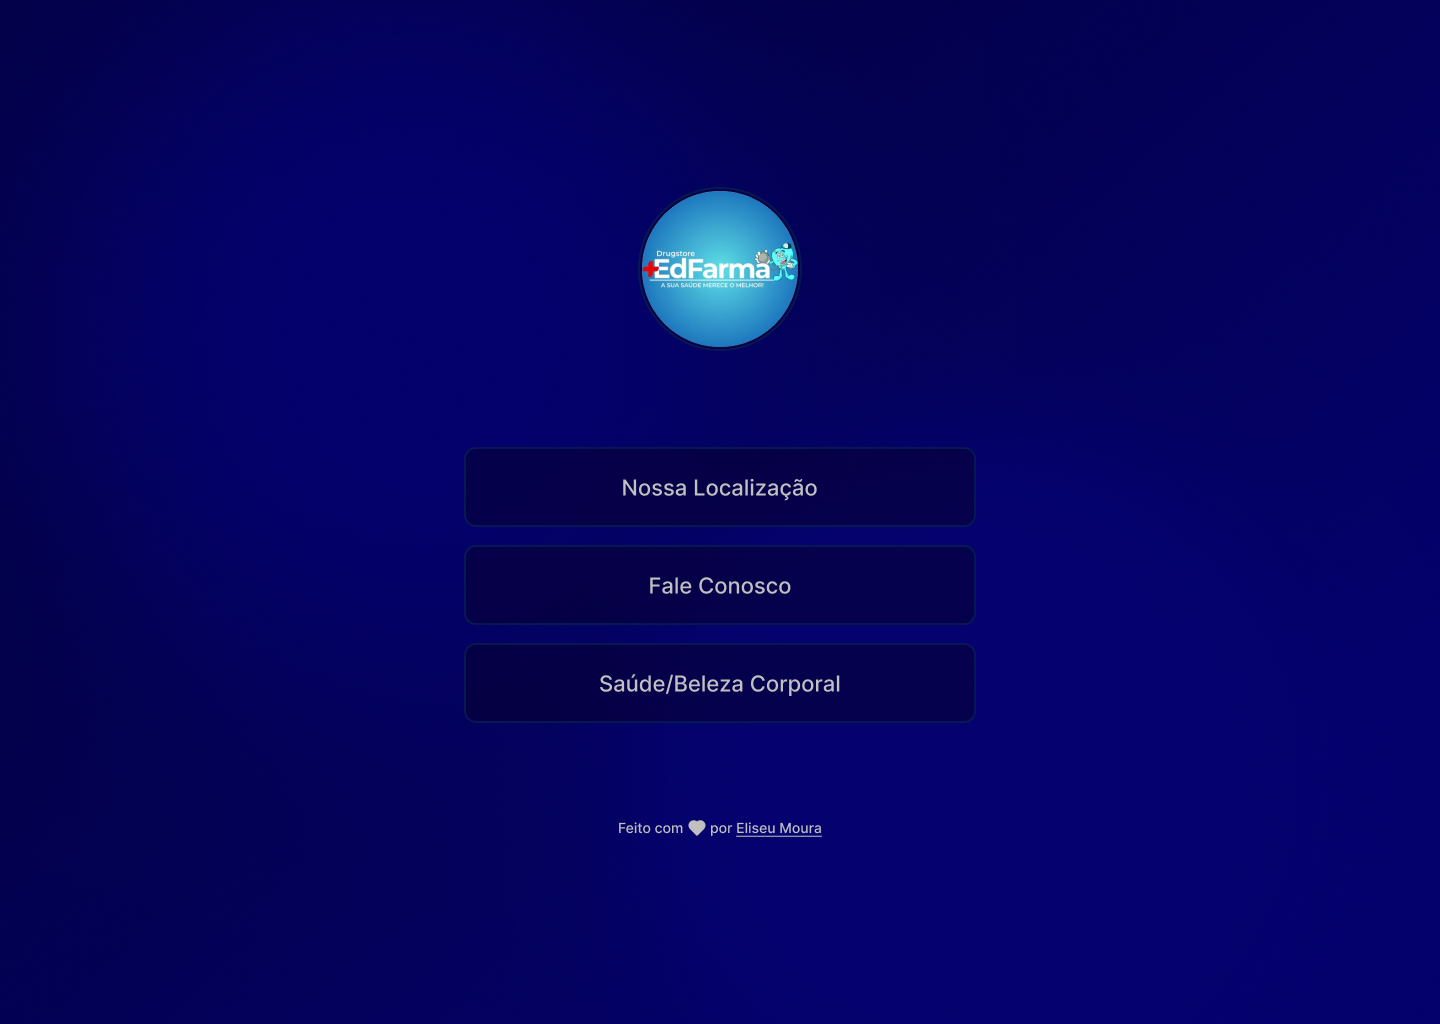 Drugstore
EdFarma
A SUA SAÚDE MERECE O MELHOR!
Nossa Localização
Fale Conosco
Saúde/Beleza Corporal
Feito com por Eliseu Moura